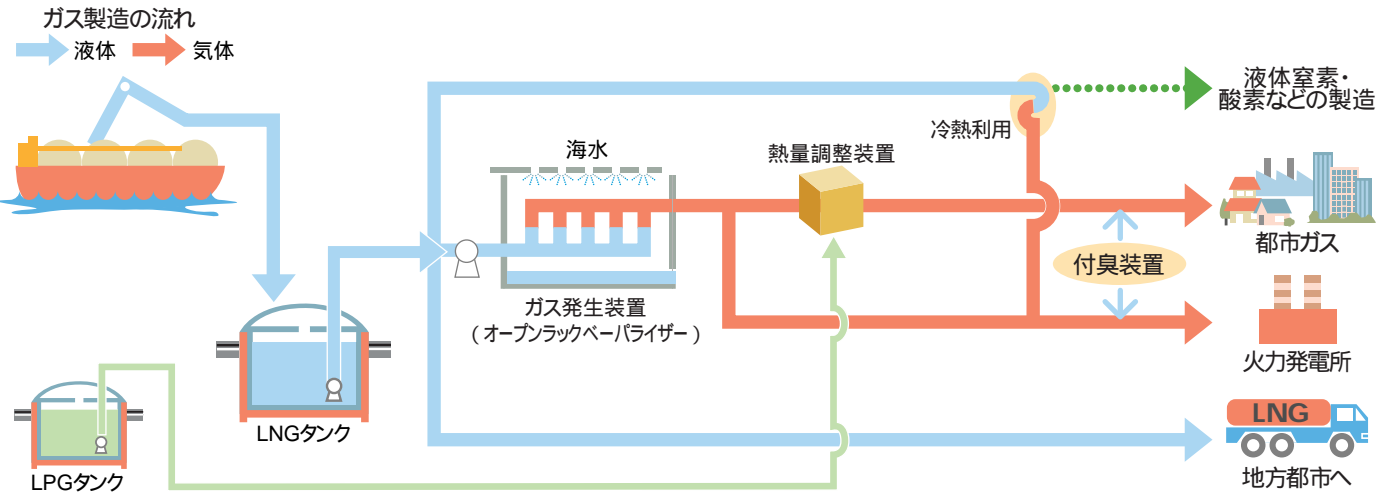 ガス製造の流れ
液体 気体
液体窒素・
酸素などの製造
冷熱利用
海水
熱量調整装置
都市ガス
付臭装置
ガス発生装置
(オープンラックベーパライザー)
火力発電所
LNG
LNGタンク
LPGタンク
地方都市へ